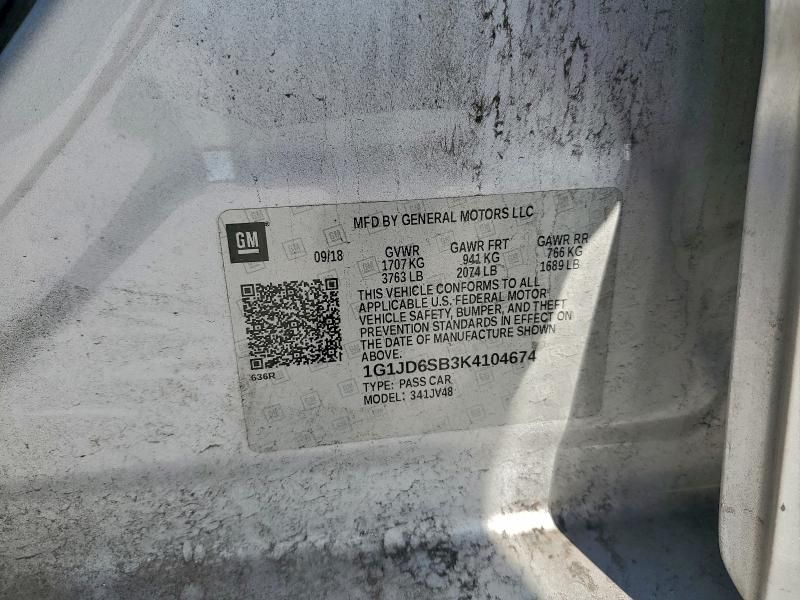 MFD BY GENERAL MOTORS LLC
GM
09/18 GVWR GAWR FRT GAWR RR
1707 KG 941 KG 766 KG
3763 LB 2074 LB 1689 LB
THIS VEHICLE CONFORMS TO ALL
APPLICABLE U.S. FEDERAL MOTOR
VEHICLE SAFETY, BUMPER, AND THEFT
PREVENTION STANDARDS IN EFFECT ON
THE DATE OF MANUFACTURE SHOWN
ABOVE.
636R
1G1JD6SB3K4104674
TYPE: PASS CAR
MODEL: 341JV48